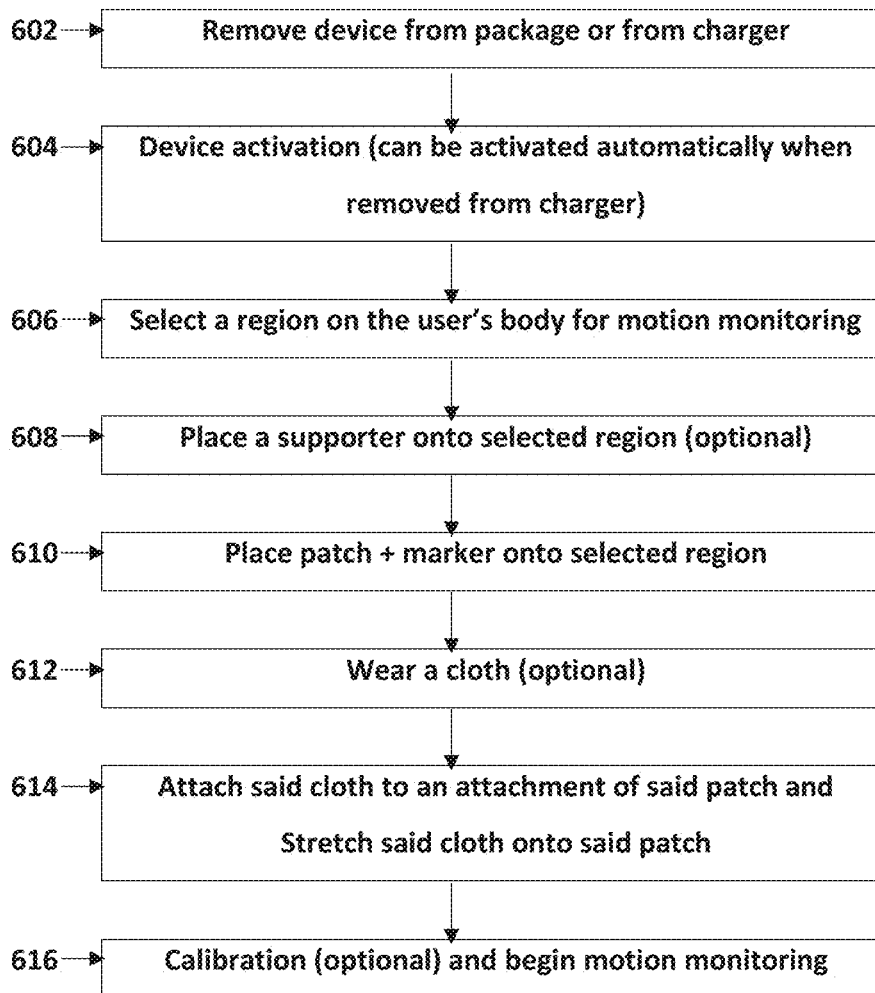 602 Remove device from package or from charger
604 Device activation (can be activated automatically when
removed from charger)
606 Select a region on the user's body for motion monitoring
608 Place a supporter onto selected region (optional)
610 Place patch + marker onto selected region
612 Wear a cloth (optional)
614 Attach said cloth to an attachment of said patch and
Stretch said cloth onto said patch
616 Calibration (optional) and begin motion monitoring